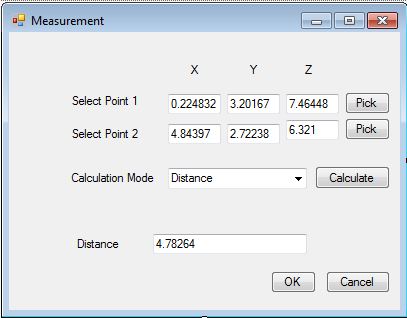 Measurement
X Y Z
Select Point 1 0.224832 3.20167 7.46448 Pick
Select Point 2 4.84397 2.72238 6.321 Pick
Calculation Mode Distance Calculate
Distance 4.78264
OK Cancel